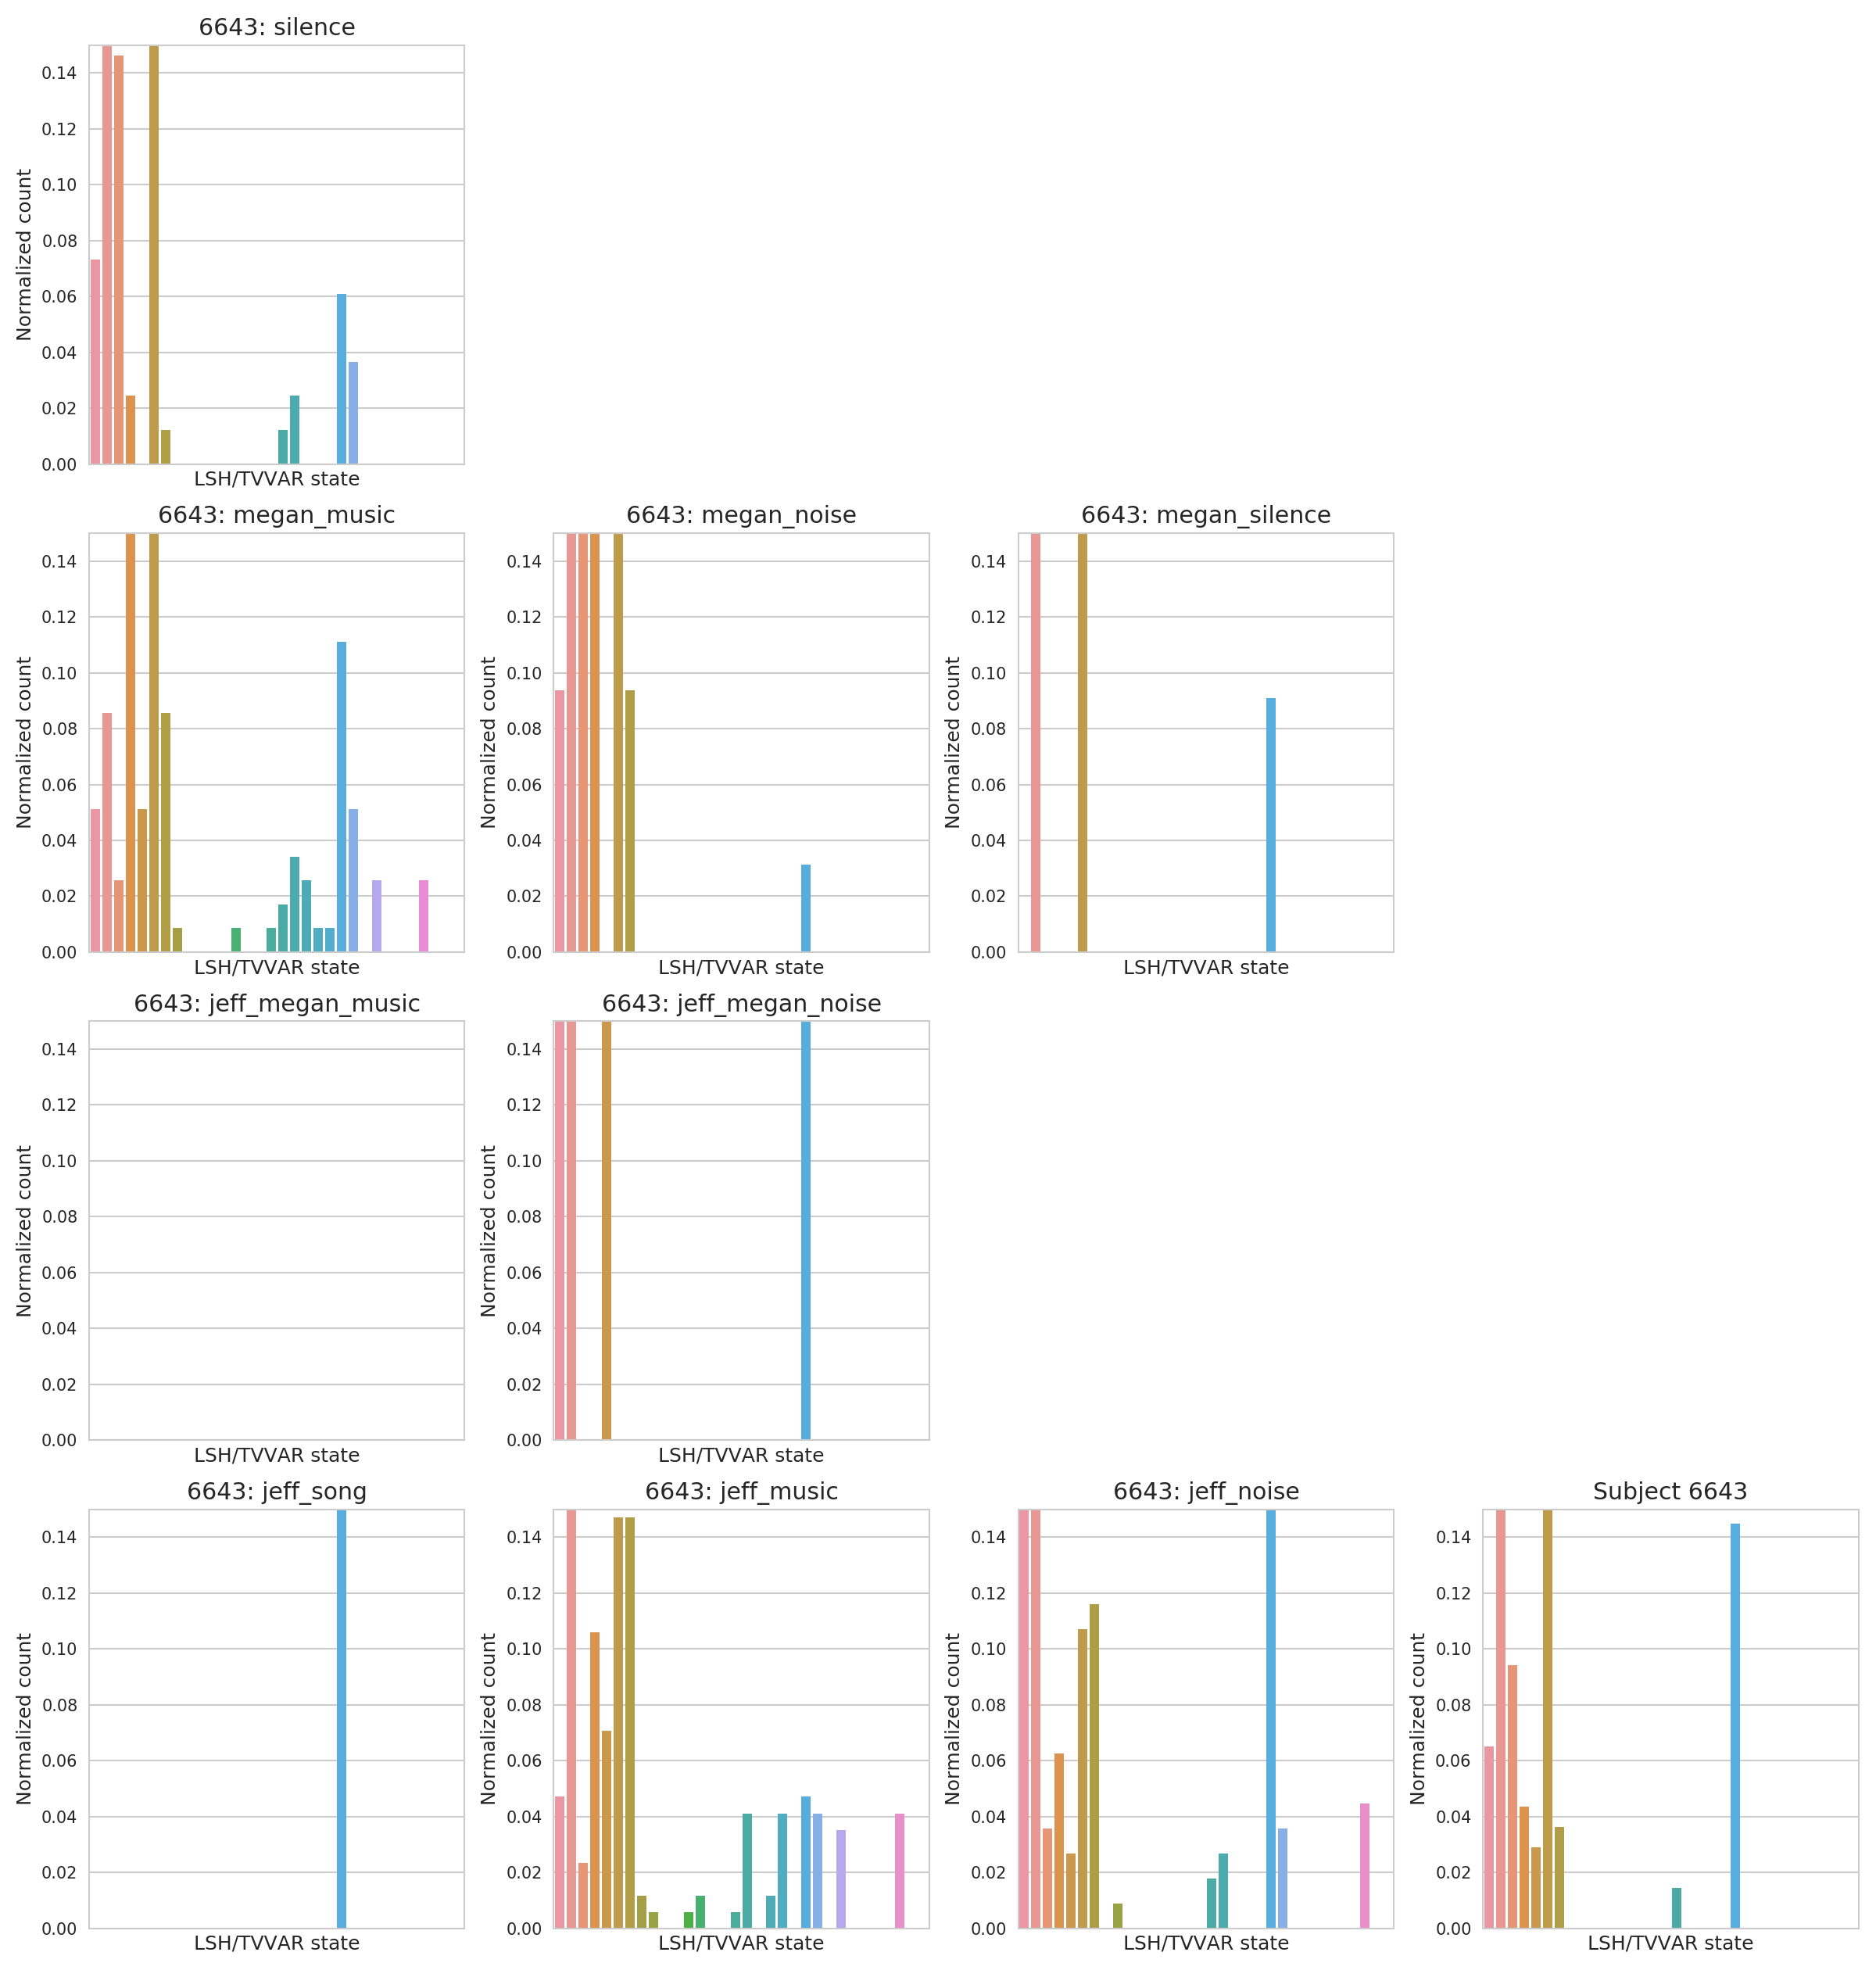 6643: silence
Normalized count
0.14
0.12
0.10
0.08
0.06
0.04
0.02
0.00
LSH/TVVAR state
6643: megan_music
Normalized count
0.14
0.12
0.10
0.08
0.06
0.04
0.02
0.00
LSH/TVVAR state
6643: megan_noise
Normalized count
0.14
0.12
0.10
0.08
0.06
0.04
0.02
0.00
LSH/TVVAR state
6643: megan_silence
Normalized count
0.14
0.12
0.10
0.08
0.06
0.04
0.02
0.00
LSH/TVVAR state
6643: jeff_megan_music
Normalized count
0.14
0.12
0.10
0.08
0.06
0.04
0.02
0.00
LSH/TVVAR state
6643: jeff_megan_noise
Normalized count
0.14
0.12
0.10
0.08
0.06
0.04
0.02
0.00
LSH/TVVAR state
6643: jeff_song
Normalized count
0.14
0.12
0.10
0.08
0.06
0.04
0.02
0.00
LSH/TVVAR state
6643: jeff_music
Normalized count
0.14
0.12
0.10
0.08
0.06
0.04
0.02
0.00
LSH/TVVAR state
6643: jeff_noise
Normalized count
0.14
0.12
0.10
0.08
0.06
0.04
0.02
0.00
LSH/TVVAR state
Subject 6643
Normalized count
0.14
0.12
0.10
0.08
0.06
0.04
0.02
0.00
LSH/TVVAR state